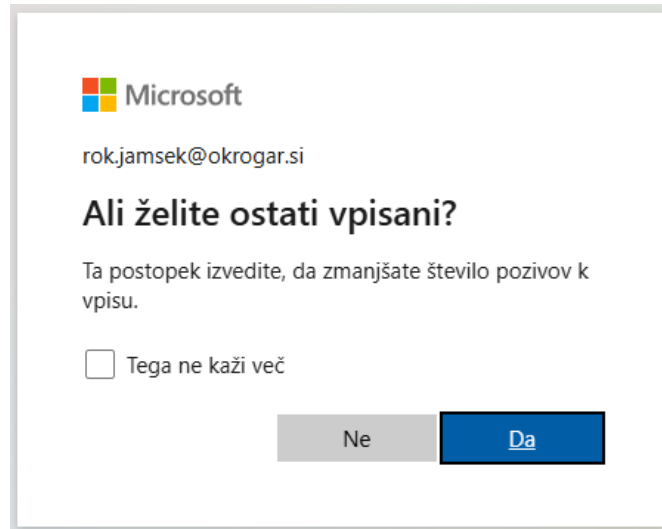 Microsoft
rok.jamsek@okrogar.si
Ali želite ostati vpisani?
Ta postopek izvedite, da zmanjšate število pozivov k
vpisu.
Tega ne kaži več
Ne
Da